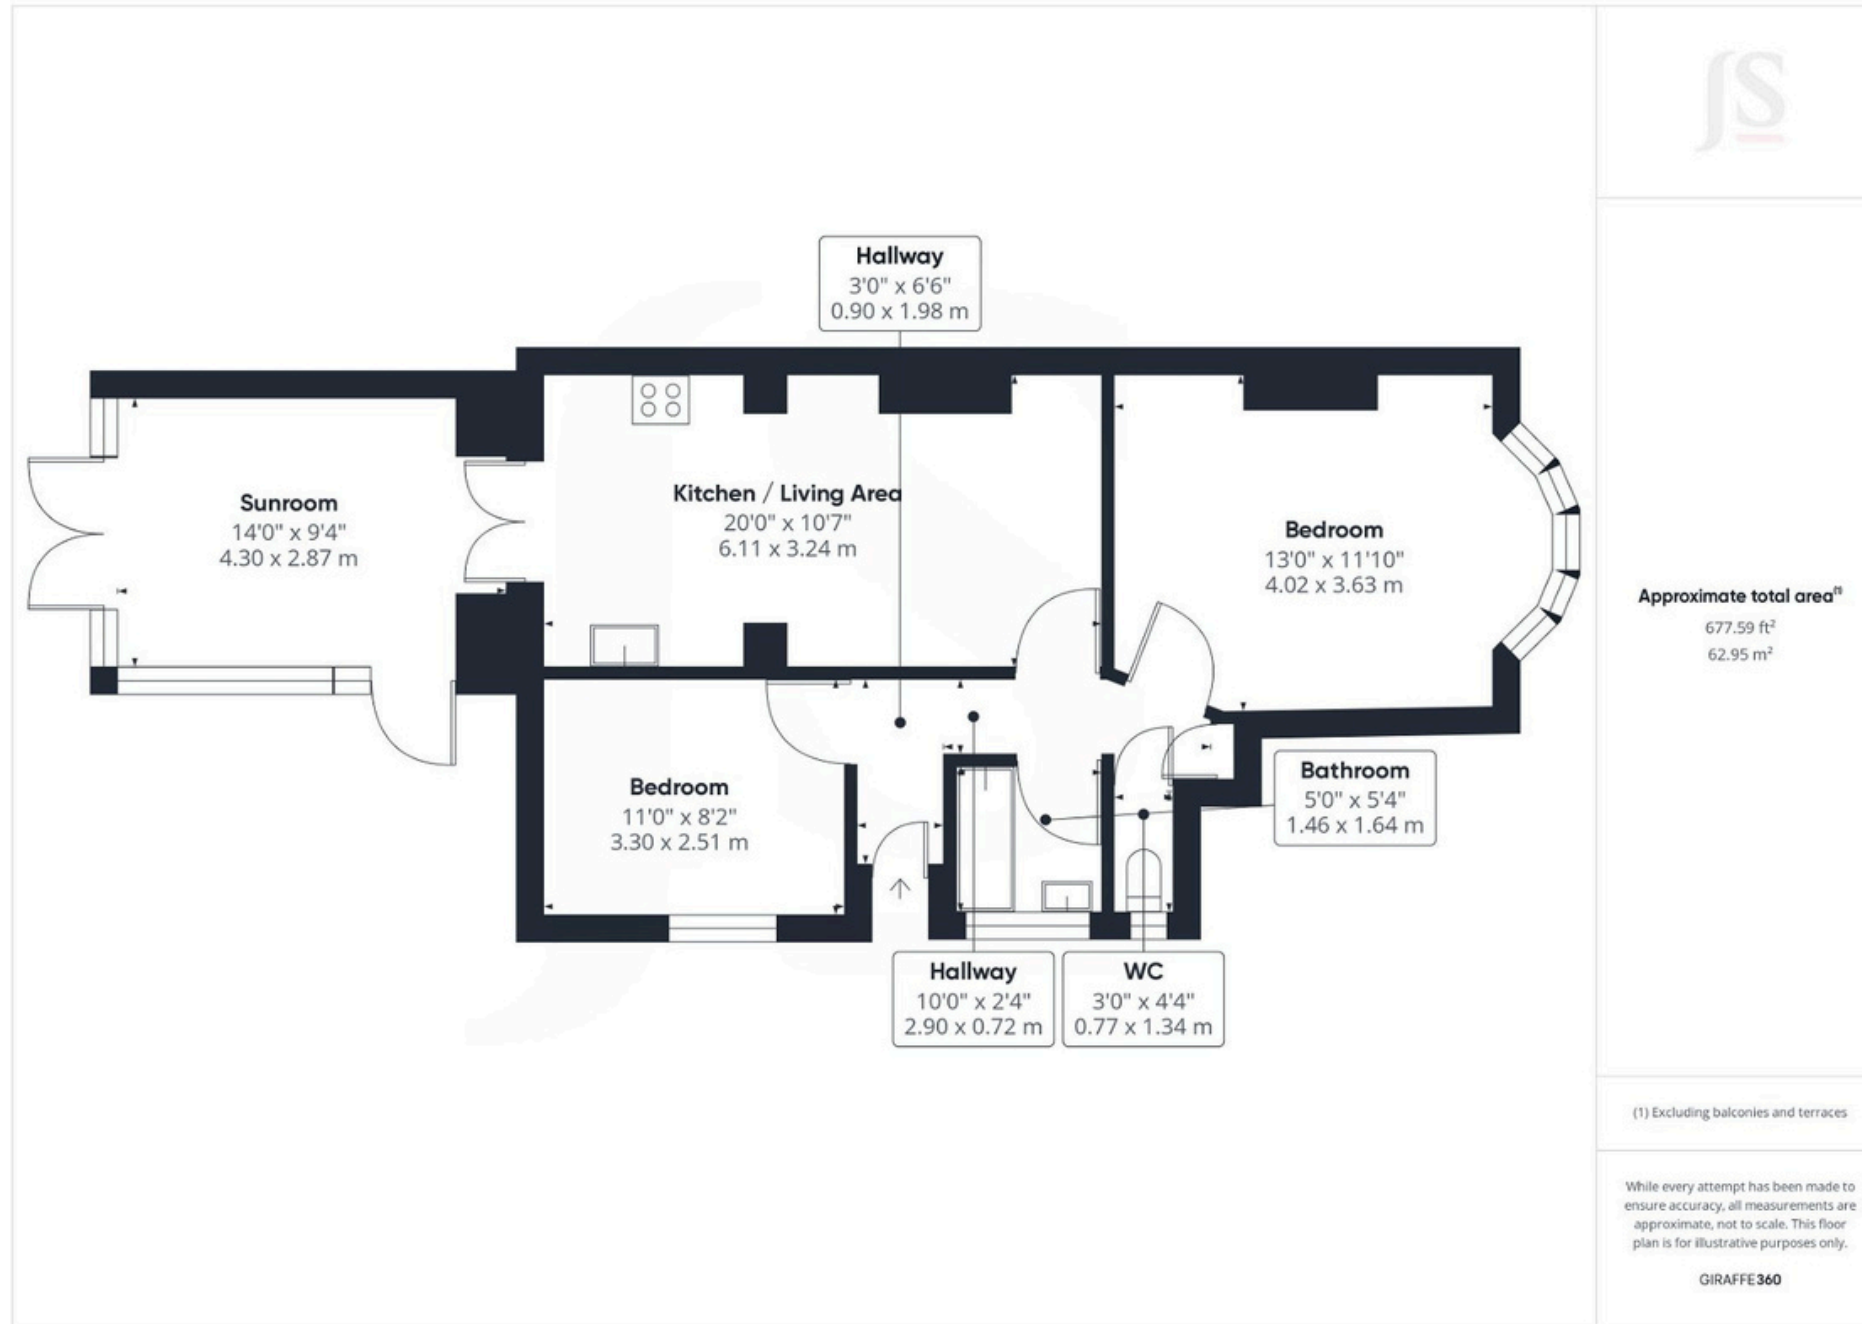 JS
Hallway
3'0" x 6'6"
0.90 x 1.98 m
Sunroom
14'0" x 9'4"
4.30 x 2.87 m
Kitchen / Living Area
20'0" x 10'7"
6.11 x 3.24 m
Bedroom
13'0" x 11'10"
4.02 x 3.63 m
Bedroom
11'0" x 8'2"
3.30 x 2.51 m
Bathroom
5'0" x 5'4"
1.46 x 1.64 m
Hallway
10'0" x 2'4"
2.90 x 0.72 m
WC
3'0" x 4'4"
0.77 x 1.34 m
Approximate total area⁽¹⁾
677.59 ft²
62.95 m²
(1) Excluding balconies and terraces
While every attempt has been made to
ensure accuracy, all measurements are
approximate, not to scale. This floor
plan is for illustrative purposes only.
GIRAFFE360